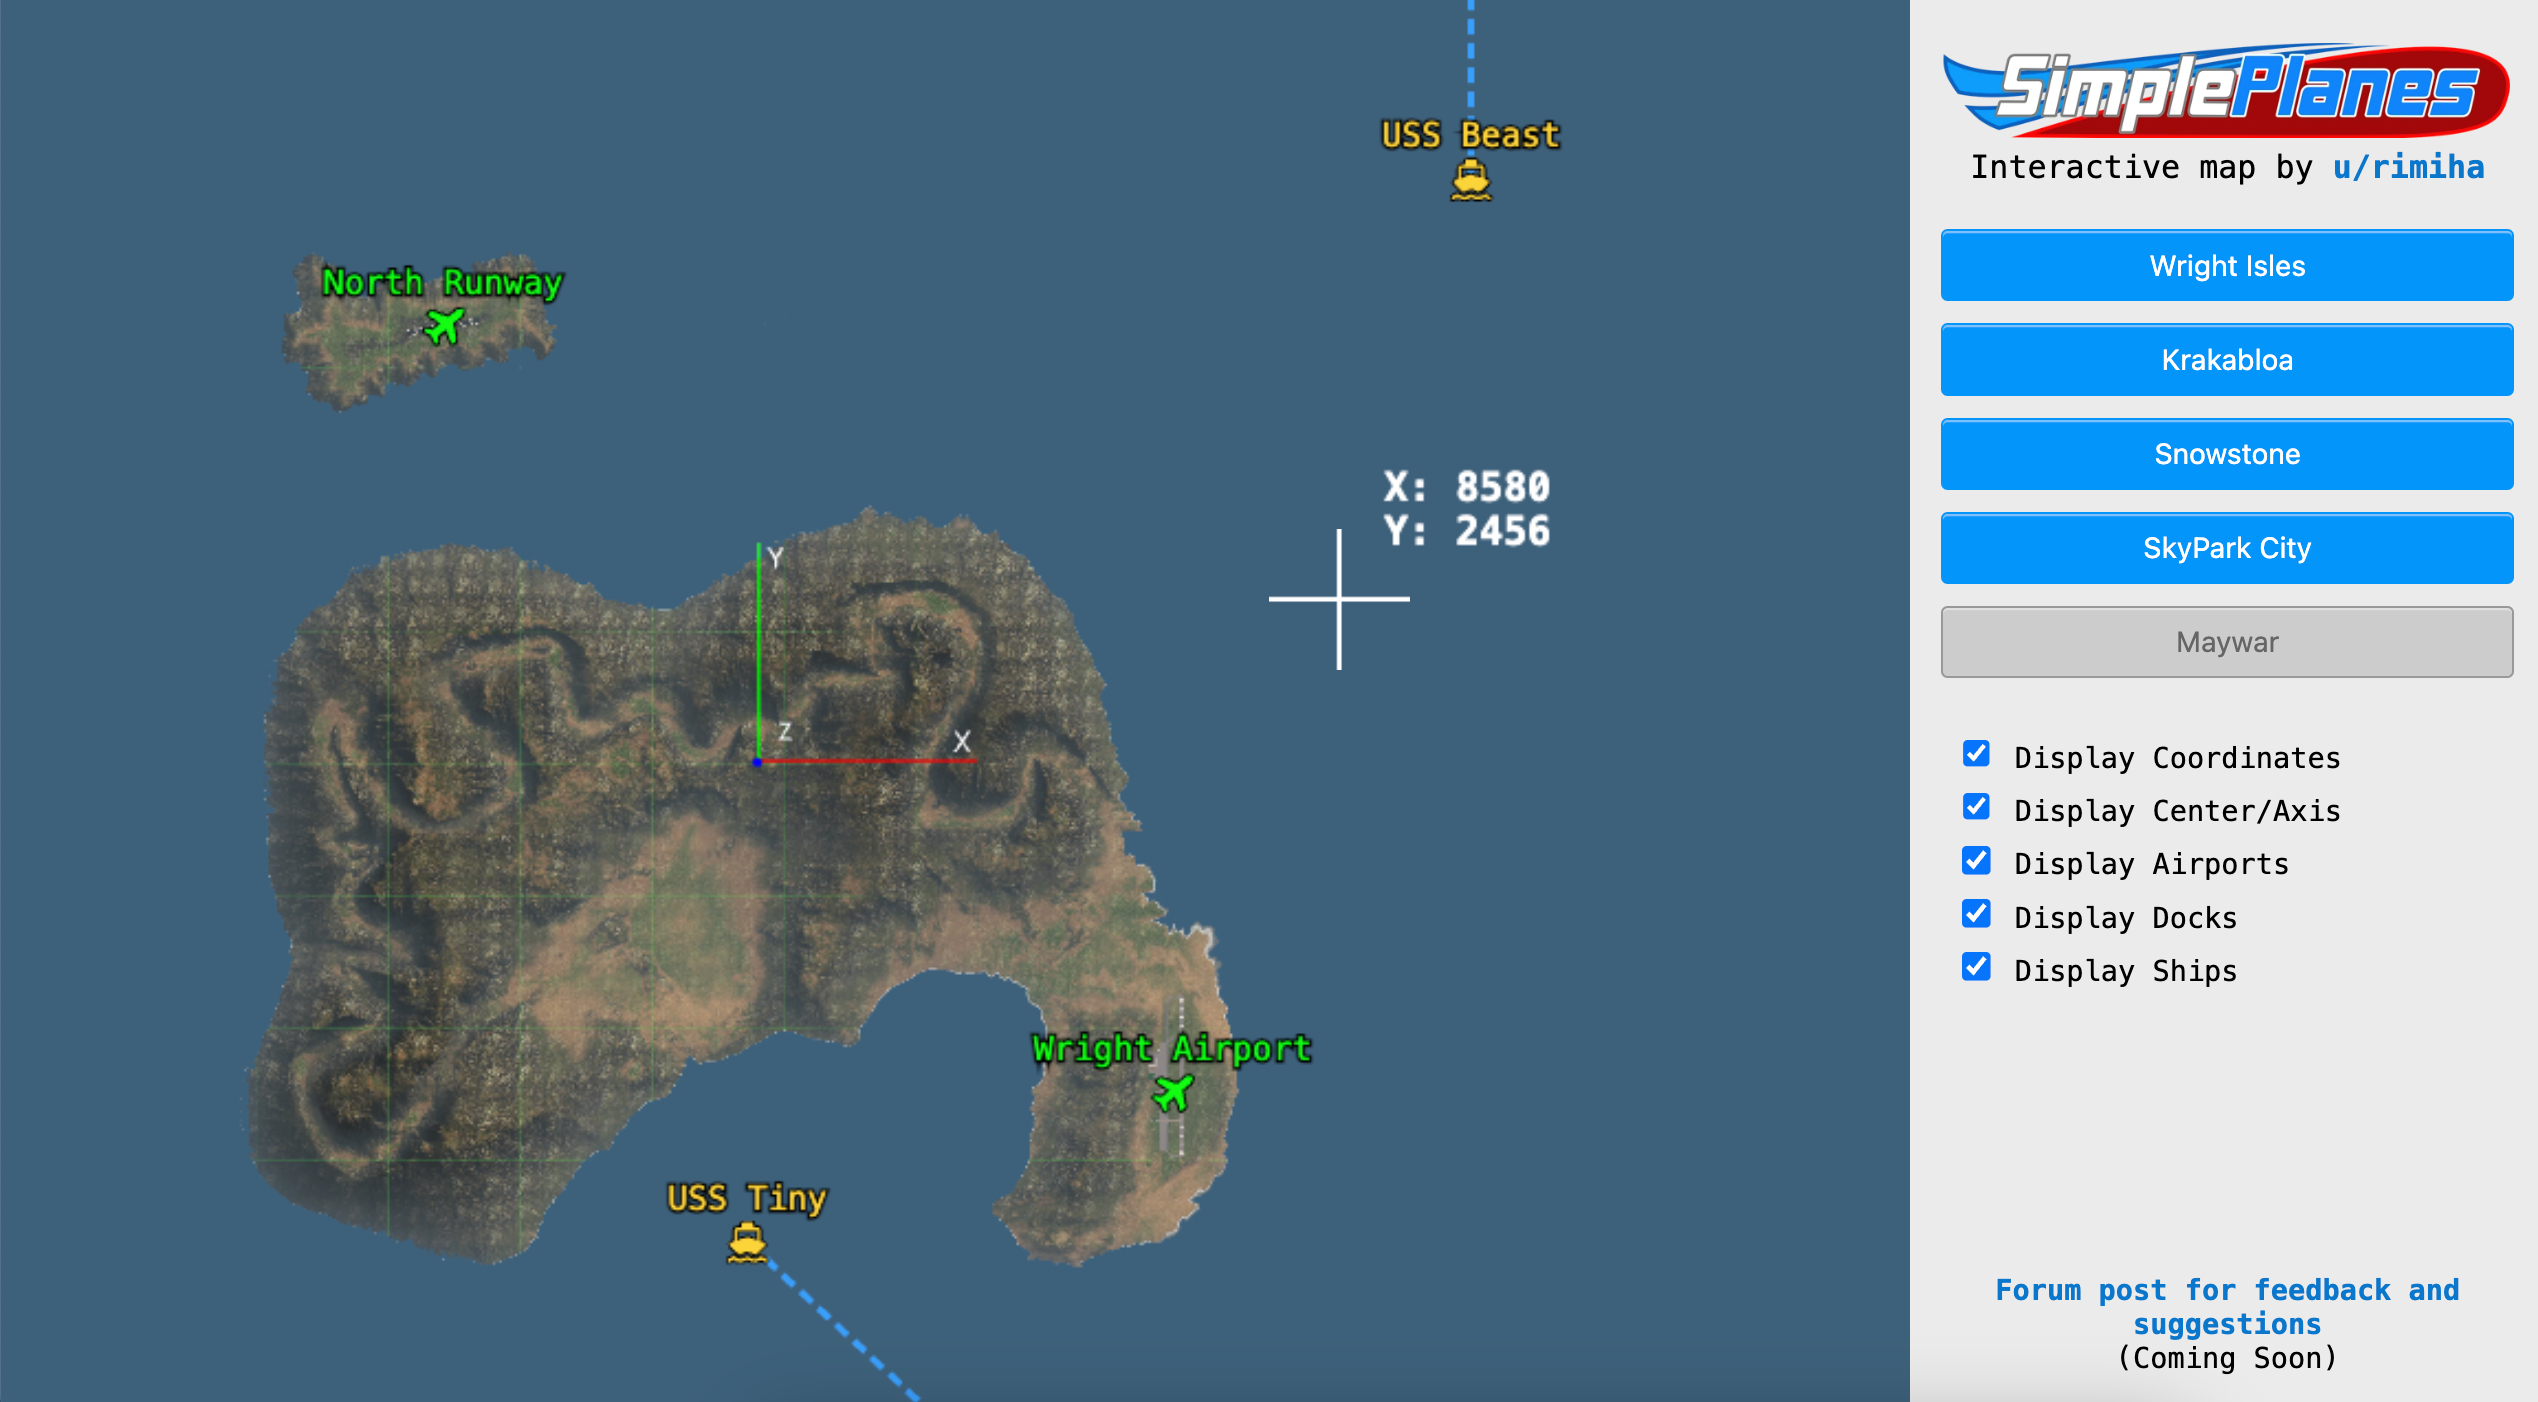 USS Beast
North Runway
X: 8580
Y: 2456
Y
Z
X
Wright Airport
USS Tiny
SimplePlanes
Interactive map by u/rimiha
Wright Isles
Krakabloa
Snowstone
SkyPark City
Maywar
Display Coordinates
Display Center/Axis
Display Airports
Display Docks
Display Ships
Forum post for feedback and
suggestions
(Coming Soon)